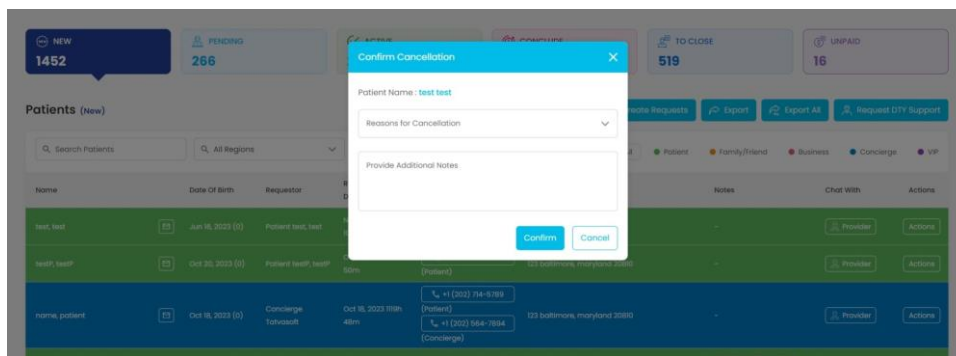 NEW
1452
PENDING
266
ACTIVE
CONCLUDE
TO CLOSE
519
UNPAID
16
Confirm Cancellation
Patient Name : test test
Reasons for Cancellation
Provide Additional Notes
Confirm Cancel
Patients (New)
Requests Export Export All Request DTY Support
Search Patients All Regions Patient Family/Friend Business Concierge VIP
Name Date Of Birth Requestor Notes Chat With Actions
test, test Jun 18, 2023 (0) Patient test, test - Provider Actions
testP, testP Oct 20, 2023 (0) Patient testP, testP - Provider Actions
(Patient) 123 baltimore, maryland 20810
+1 (202) 714-5789
name, patient Oct 18, 2023 (0) Concierge Tatvasoft Oct 18, 2023 1119h 48m (Patient) 123 baltimore, maryland 20810 - Provider Actions
+1 (202) 564-7894
(Concierge)